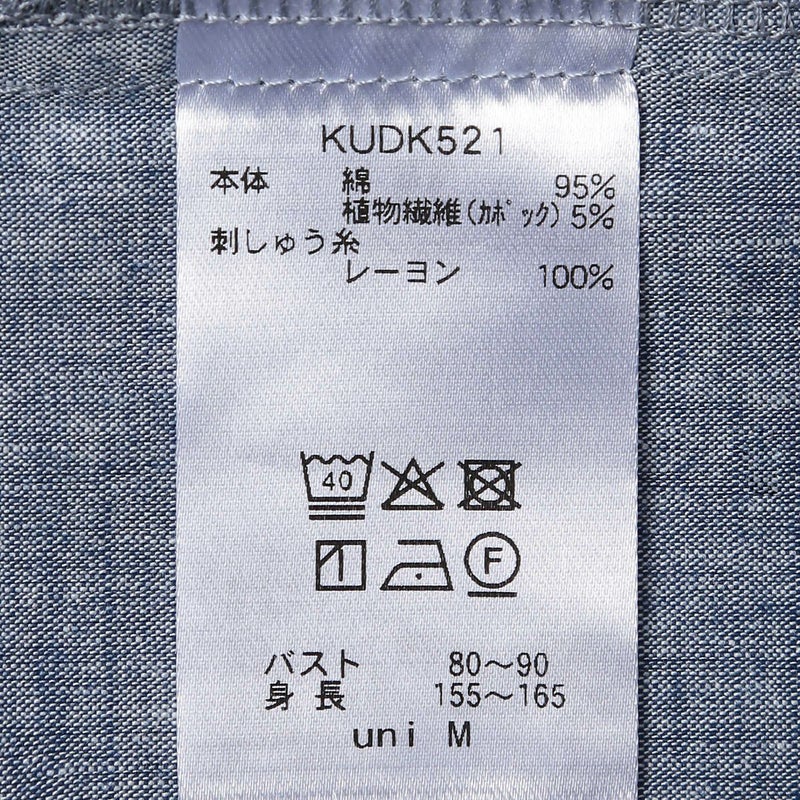 KUDK521
本体 綿 95%
植物繊維(ｶﾎﾟｯｸ) 5%
刺しゅう糸
レーヨン 100%
40
F
バスト 80～90
身長 155～165
uni M